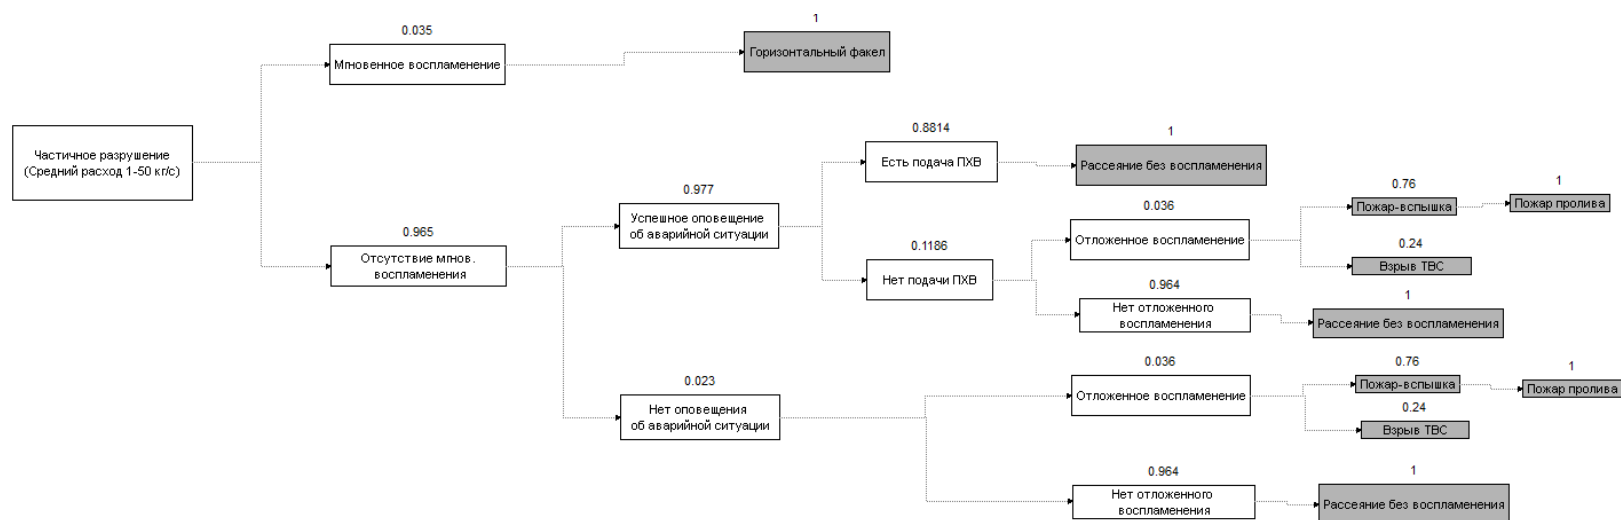 1
0.035
Мгновенное воспламенение
Горизонтальный факел
Частичное разрушение
(Средний расход 1-50 кг/с)
0.965
Отсутствие мгнов.
воспламенения
0.977
Успешное оповещение
об аварийной ситуации
0.8814
Есть подача ПХВ
1
Рассеяние без воспламенения
0.1186
Нет подачи ПХВ
0.036
Отложенное воспламенение
0.76
Пожар-вспышка
1
Пожар пролива
0.24
Взрыв ТВС
0.964
Нет отложенного
воспламенения
1
Рассеяние без воспламенения
0.023
Нет оповещения
об аварийной ситуации
0.036
Отложенное воспламенение
0.76
Пожар-вспышка
1
Пожар пролива
0.24
Взрыв ТВС
0.964
Нет отложенного
воспламенения
1
Рассеяние без воспламенения